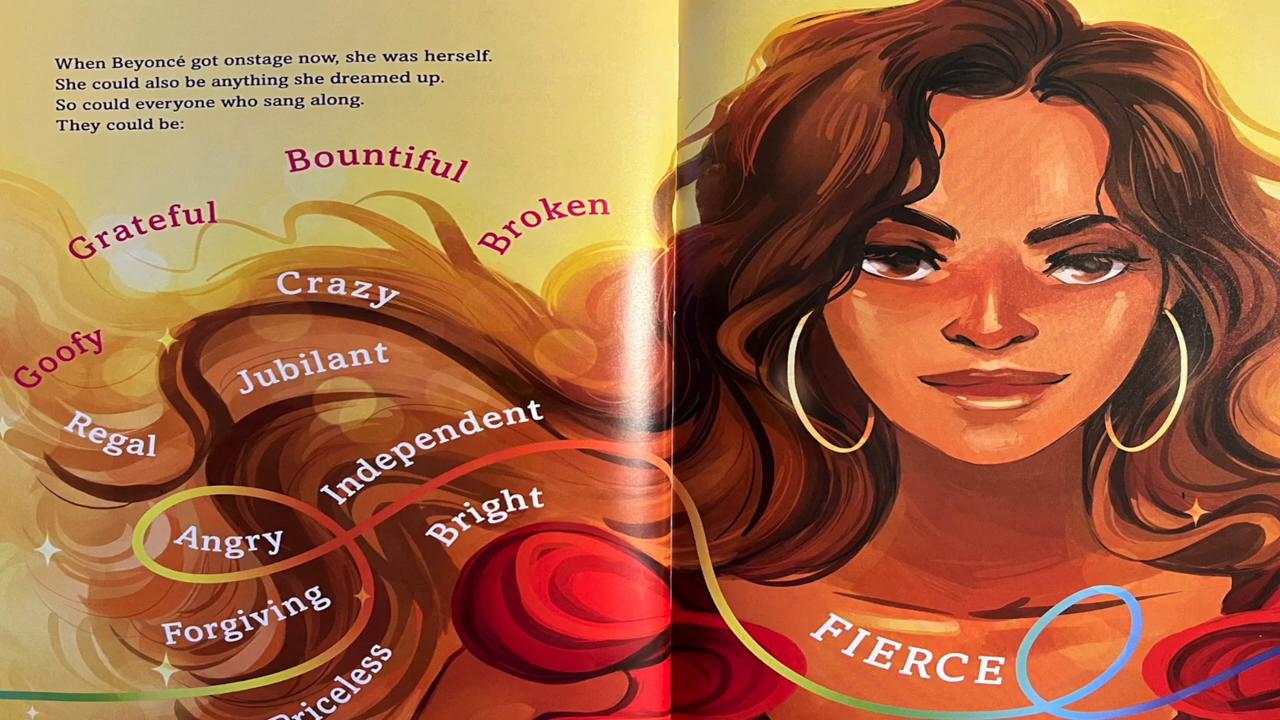 When Beyoncé got onstage now, she was herself.
She could also be anything she dreamed up.
So could everyone who sang along.
They could be:
Bountiful
Grateful
Broken
Crazy
Goofy
Jubilant
Regal
Independent
Bright
Angry
Forgiving
Priceless
FIERCE